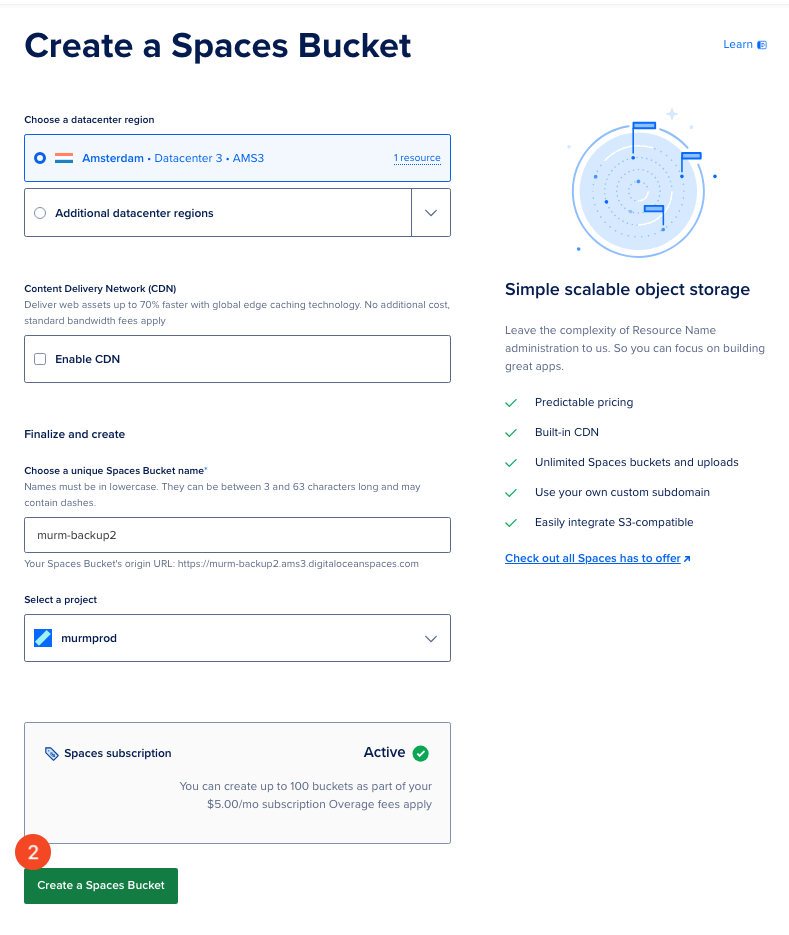 Create a Spaces Bucket
Learn
Choose a datacenter region
Amsterdam • Datacenter 3 • AMS3
1 resource
Additional datacenter regions
Content Delivery Network (CDN)
Deliver web assets up to 70% faster with global edge caching technology. No additional cost,
standard bandwidth fees apply
Enable CDN
Finalize and create
Choose a unique Spaces Bucket name*
Names must be in lowercase. They can be between 3 and 63 characters long and may
contain dashes.
murm-backup2
Your Spaces Bucket's origin URL: https://murm-backup2.ams3.digitaloceanspaces.com
Select a project
murmprod
Spaces subscription
Active
You can create up to 100 buckets as part of your
$5.00/mo subscription Overage fees apply
2
Create a Spaces Bucket
Simple scalable object storage
Leave the complexity of Resource Name
administration to us. So you can focus on building
great apps.
Predictable pricing
Built-in CDN
Unlimited Spaces buckets and uploads
Use your own custom subdomain
Easily integrate S3-compatible
Check out all Spaces has to offer